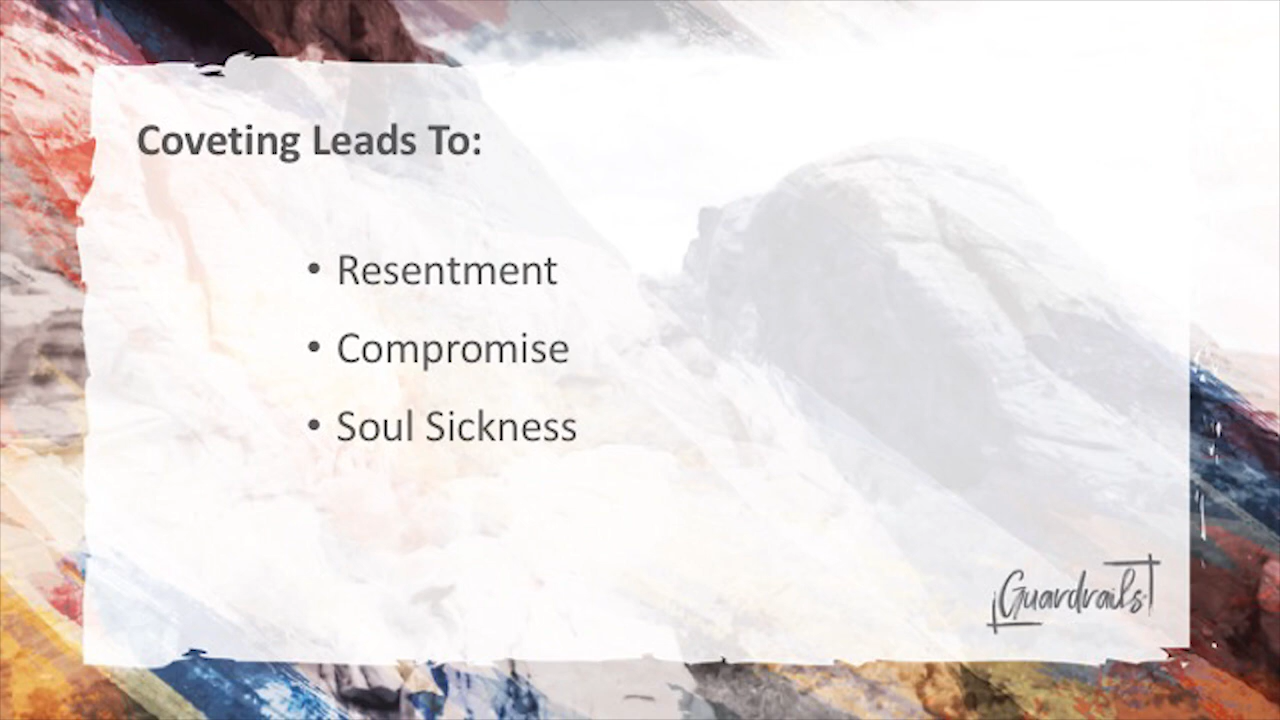 Coveting Leads To:
• Resentment
• Compromise
• Soul Sickness
Guardrails